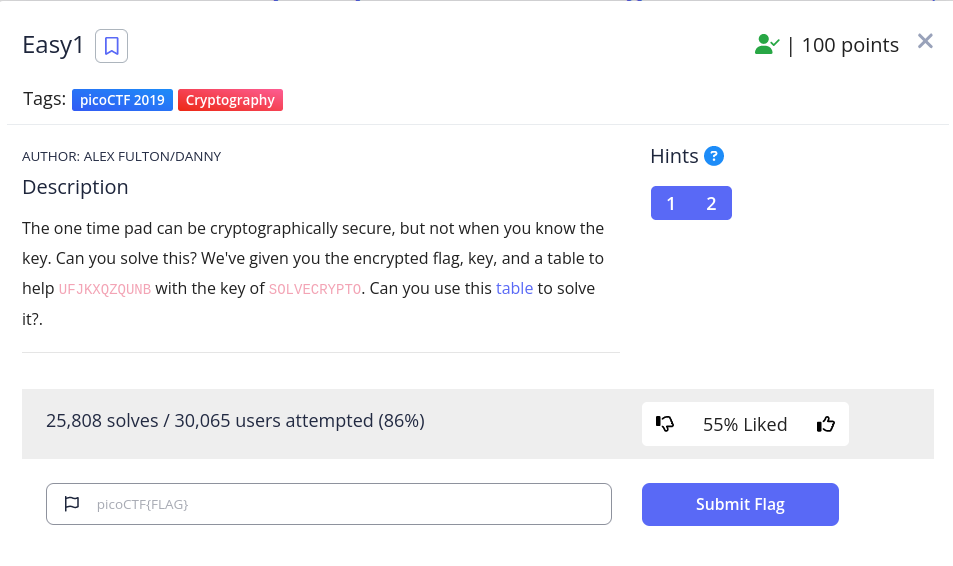 Easy1
| 100 points
Tags: picoCTF 2019 Cryptography
AUTHOR: ALEX FULTON/DANNY
Description
The one time pad can be cryptographically secure, but not when you know the
key. Can you solve this? We've given you the encrypted flag, key, and a table to
help UFJKXQZQUNB with the key of SOLVECRYPTO. Can you use this table to solve
it?.
Hints ?
1 2
25,808 solves / 30,065 users attempted (86%)
55% Liked
picoCTF{FLAG}
Submit Flag